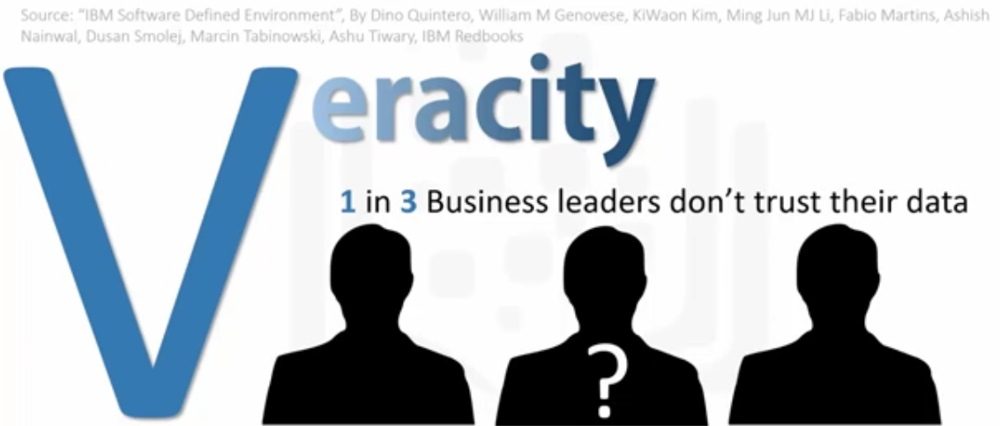 Source: "IBM Software Defined Environment", By Dino Quintero, William M Genovese, KiWaon Kim, Ming Jun MJ Li, Fabio Martins, Ashish
Nainwal, Dusan Smolej, Marcin Tabinowski, Ashu Tiwary, IBM Redbooks
Veracity
1 in 3 Business leaders don't trust their data
?